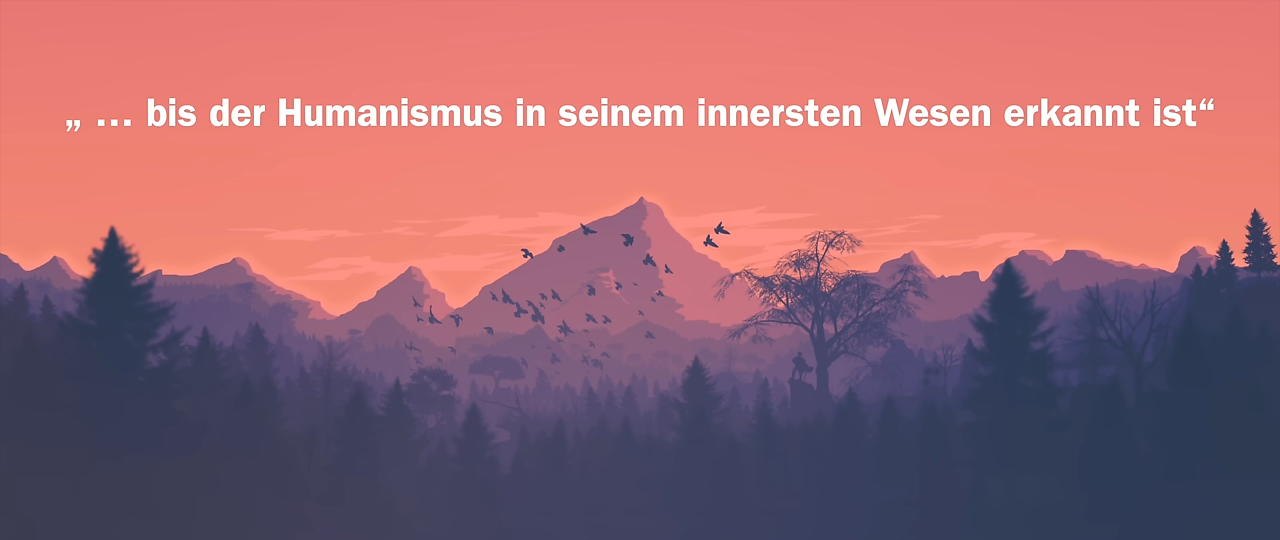 „ … bis der Humanismus in seinem innersten Wesen erkannt ist“